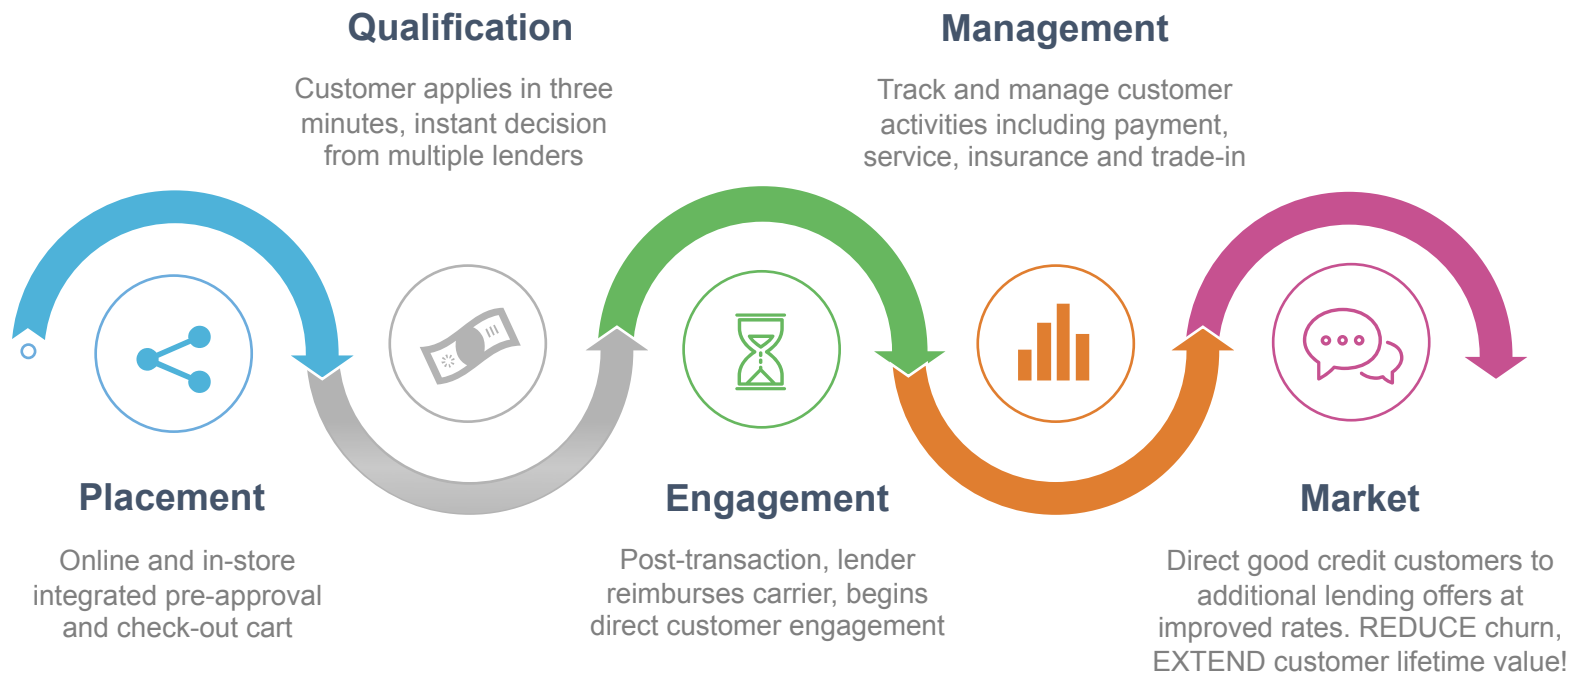 Qualification
Customer applies in three
minutes, instant decision
from multiple lenders
Management
Track and manage customer
activities including payment,
service, insurance and trade-in
Placement
Online and in-store
integrated pre-approval
and check-out cart
Engagement
Post-transaction, lender
reimburses carrier, begins
direct customer engagement
Market
Direct good credit customers to
additional lending offers at
improved rates. REDUCE churn,
EXTEND customer lifetime value!